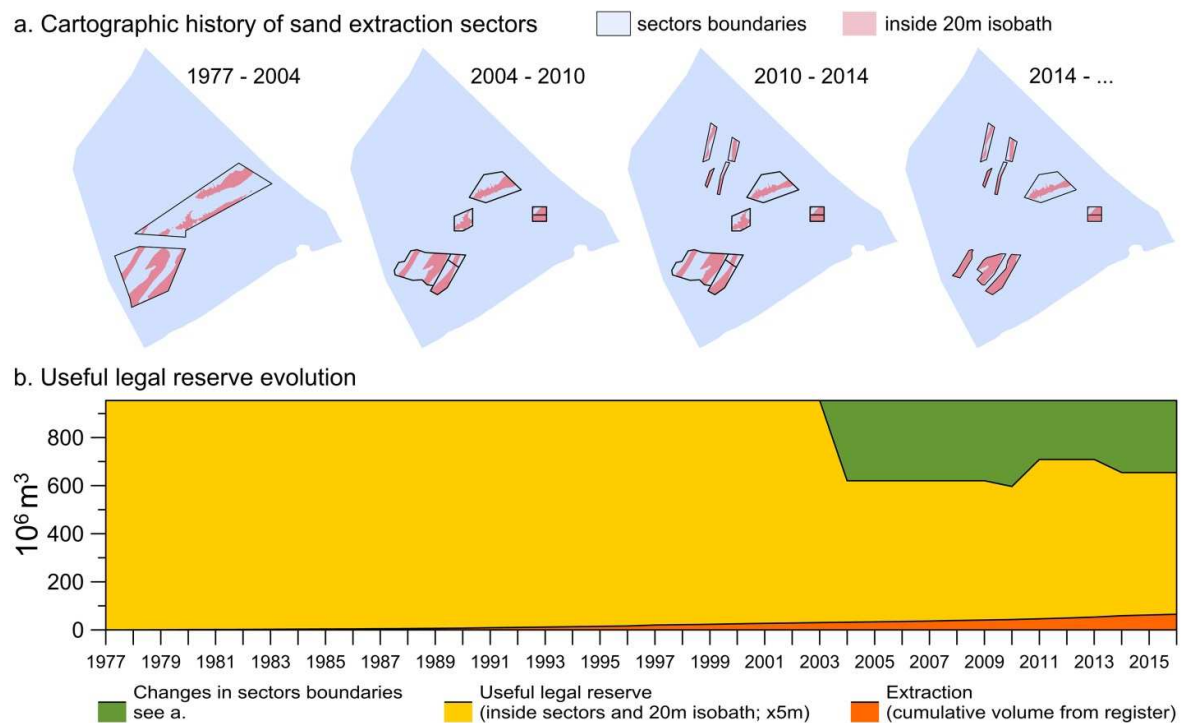 a. Cartographic history of sand extraction sectors
sectors boundaries
inside 20m isobath
1977 - 2004
2004 - 2010
2010 - 2014
2014 - ...
b. Useful legal reserve evolution
10⁶ m³
800
600
400
200
0
1977 1979 1981 1983 1985 1987 1989 1991 1993 1995 1997 1999 2001 2003 2005 2007 2009 2011 2013 2015
Changes in sectors boundaries
see a.
Useful legal reserve
(inside sectors and 20m isobath; x5m)
Extraction
(cumulative volume from register)